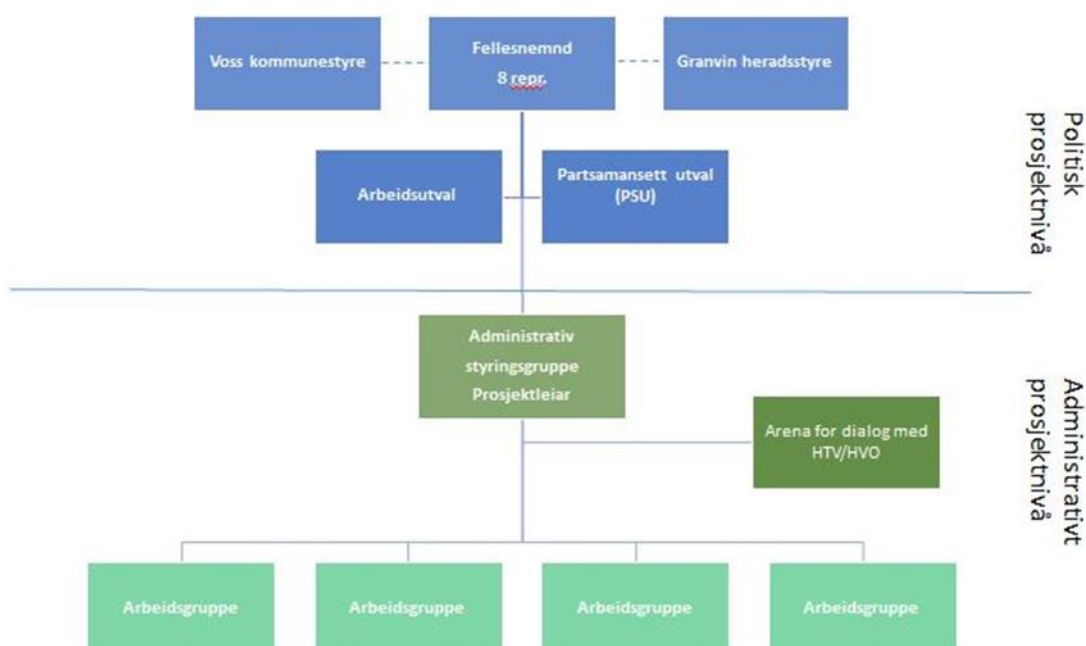 Voss kommunestyre
Fellesnemnd
8 repr.
Granvin heradsstyre
Arbeidsutval
Partsamansett utval
(PSU)
Politisk
prosjektnivå
Administrativ
styringsgruppe
Prosjektleiar
Arena for dialog med
HTV/HVO
Administrativt
prosjektnivå
Arbeidsgruppe
Arbeidsgruppe
Arbeidsgruppe
Arbeidsgruppe